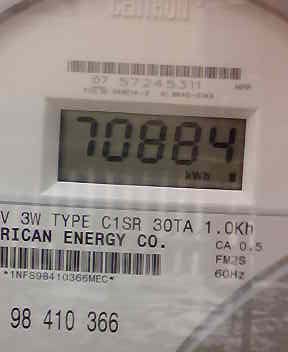 CENTRON
07 57245311
70884
kWh
V 3W TYPE C1SR 30TA 1.0Kh
RICAN ENERGY CO.
CA 0.5
FM2S
*1NFS98410366MEC*
60Hz
98 410 366